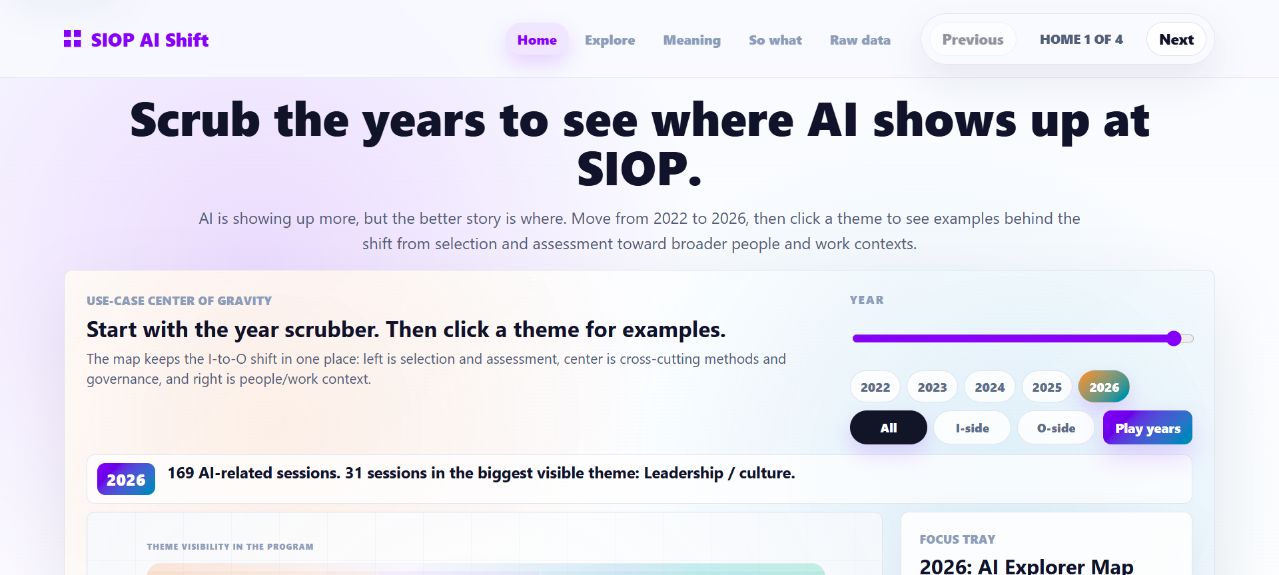 SIOP AI Shift
Home
Explore
Meaning
So what
Raw data
Previous
HOME 1 OF 4
Next
Scrub the years to see where AI shows up at
SIOP.
AI is showing up more, but the better story is where. Move from 2022 to 2026, then click a theme to see examples behind the
shift from selection and assessment toward broader people and work contexts.
USE-CASE CENTER OF GRAVITY
Start with the year scrubber. Then click a theme for examples.
The map keeps the I-to-O shift in one place: left is selection and assessment, center is cross-cutting methods and
governance, and right is people/work context.
YEAR
2022
2023
2024
2025
2026
All
I-side
O-side
Play years
2026
169 AI-related sessions. 31 sessions in the biggest visible theme: Leadership / culture.
THEME VISIBILITY IN THE PROGRAM
FOCUS TRAY
2026: AI Explorer Map